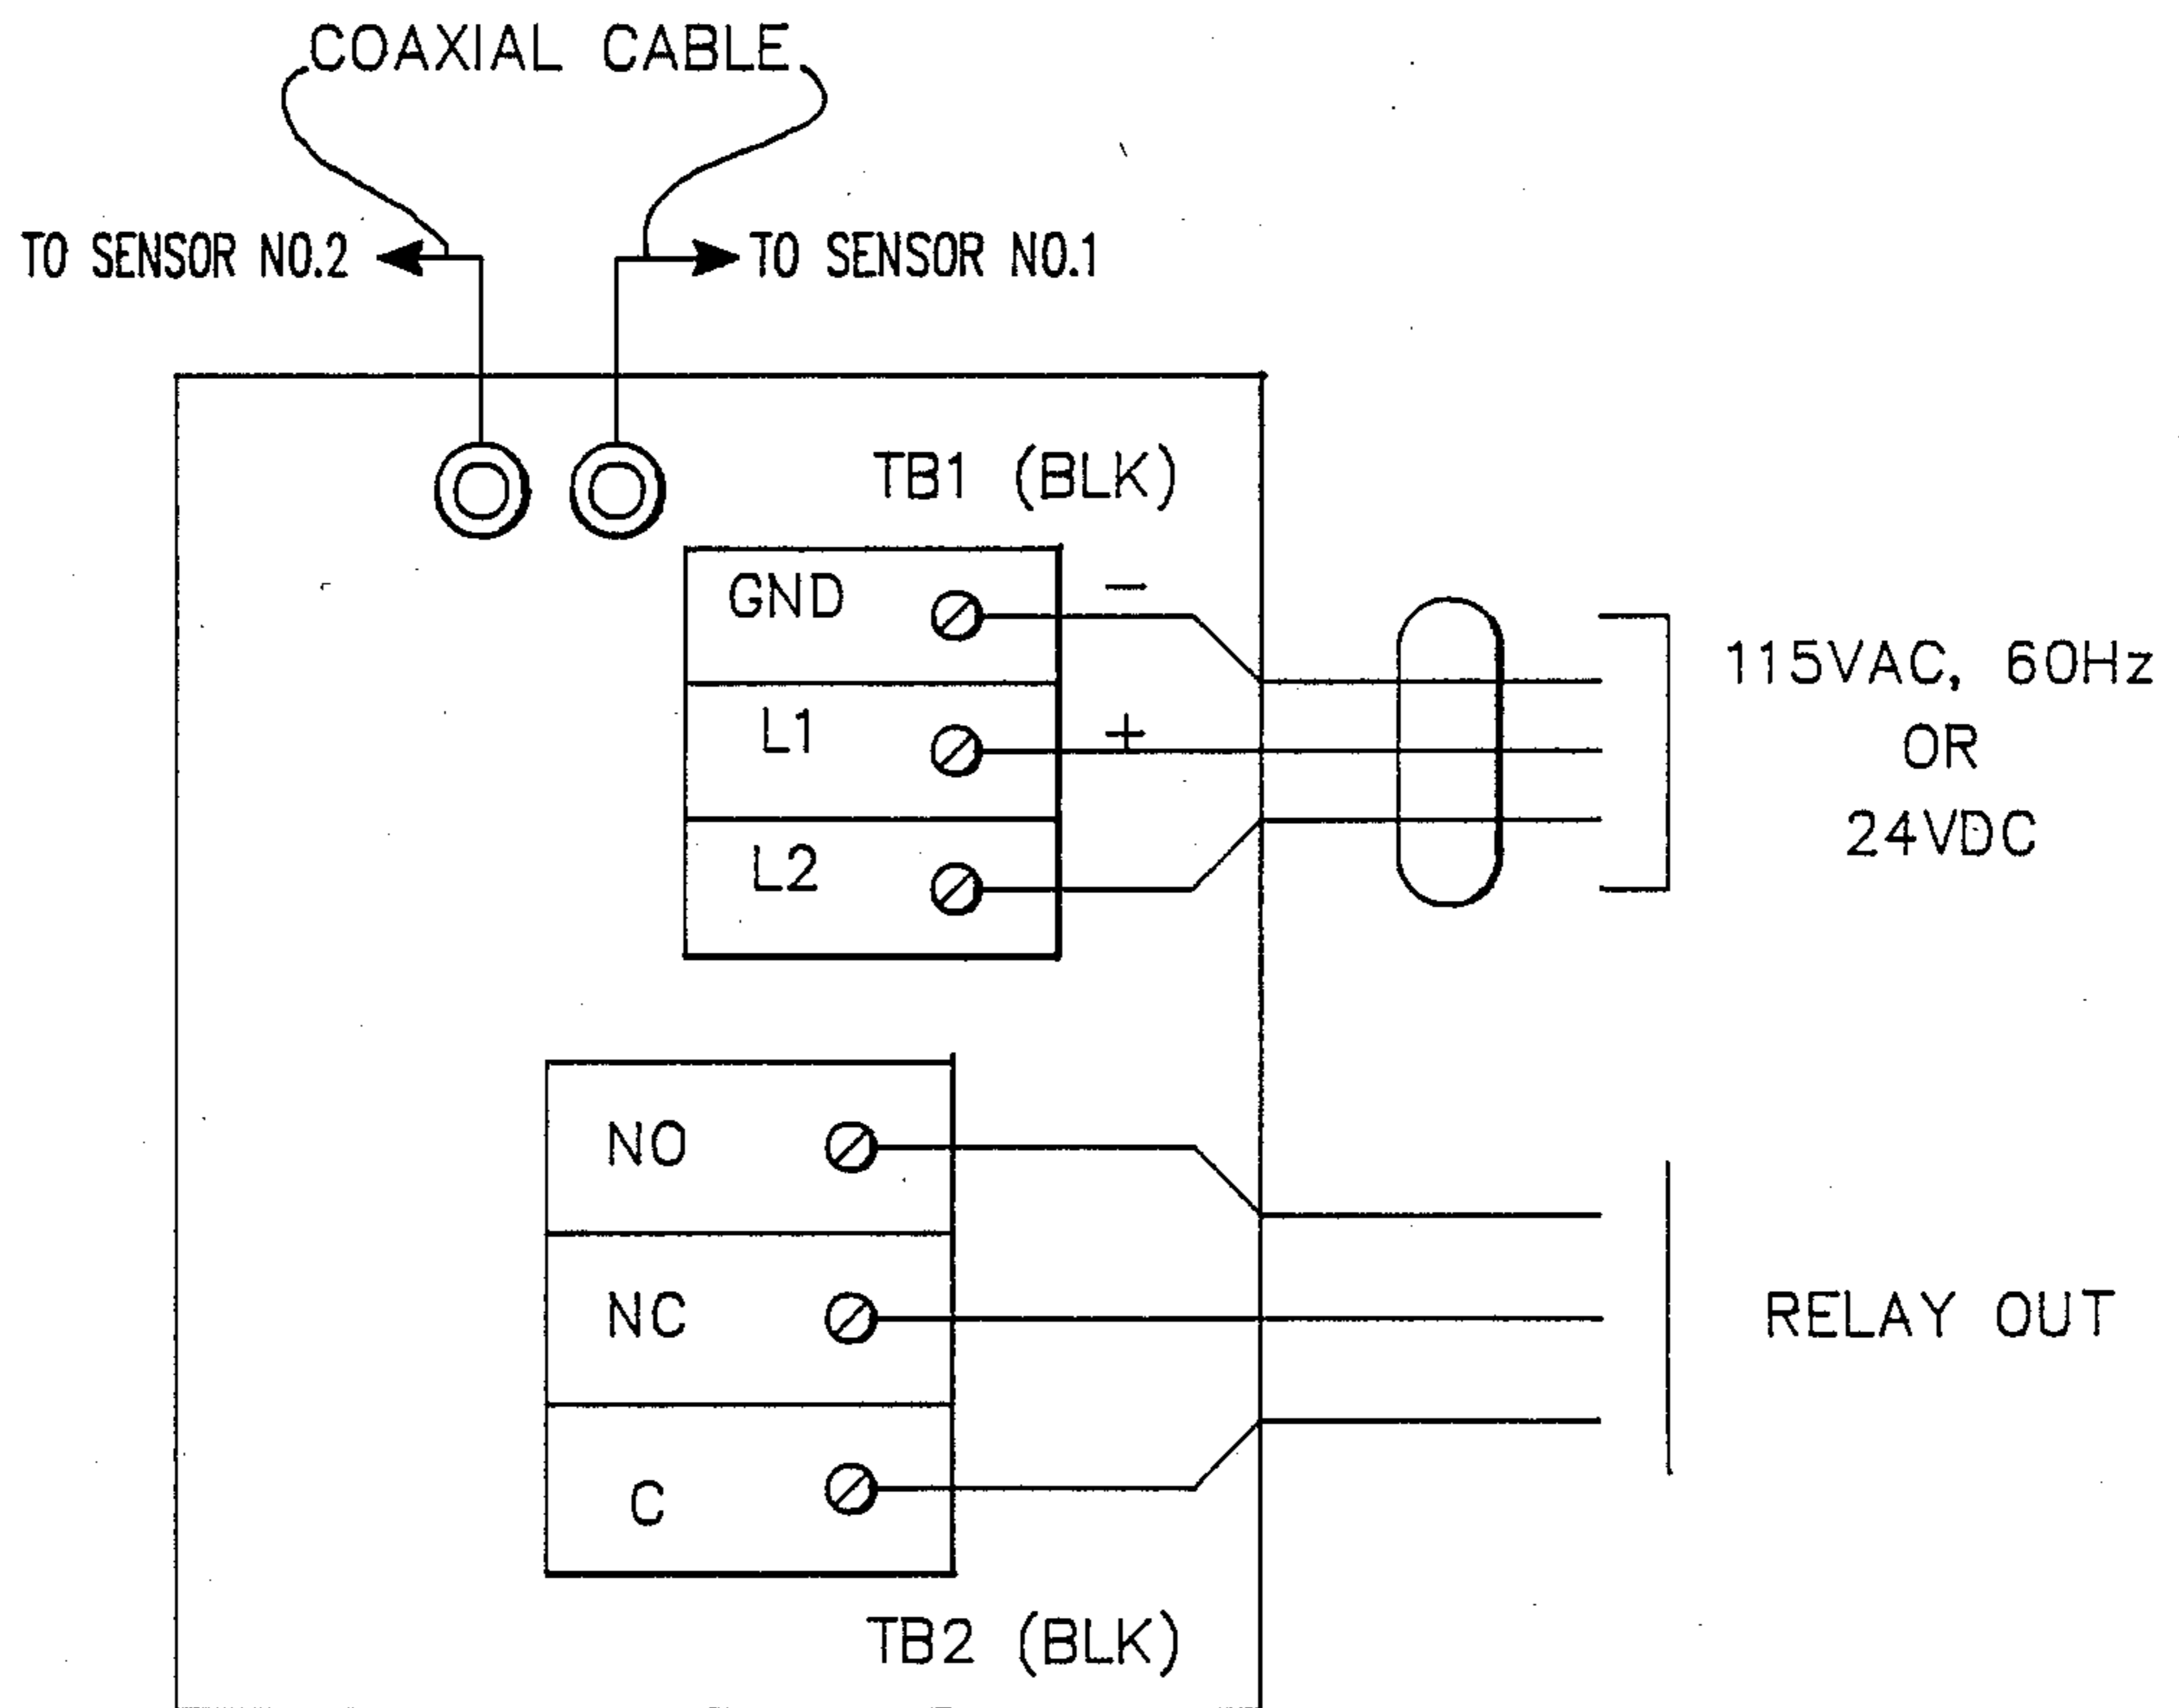 COAXIAL CABLE
TO SENSOR NO.2
TO SENSOR NO.1
TB1 (BLK)
GND
−
L1
+
L2
115VAC, 60Hz
OR
24VDC
NO
NC
C
RELAY OUT
TB2 (BLK)